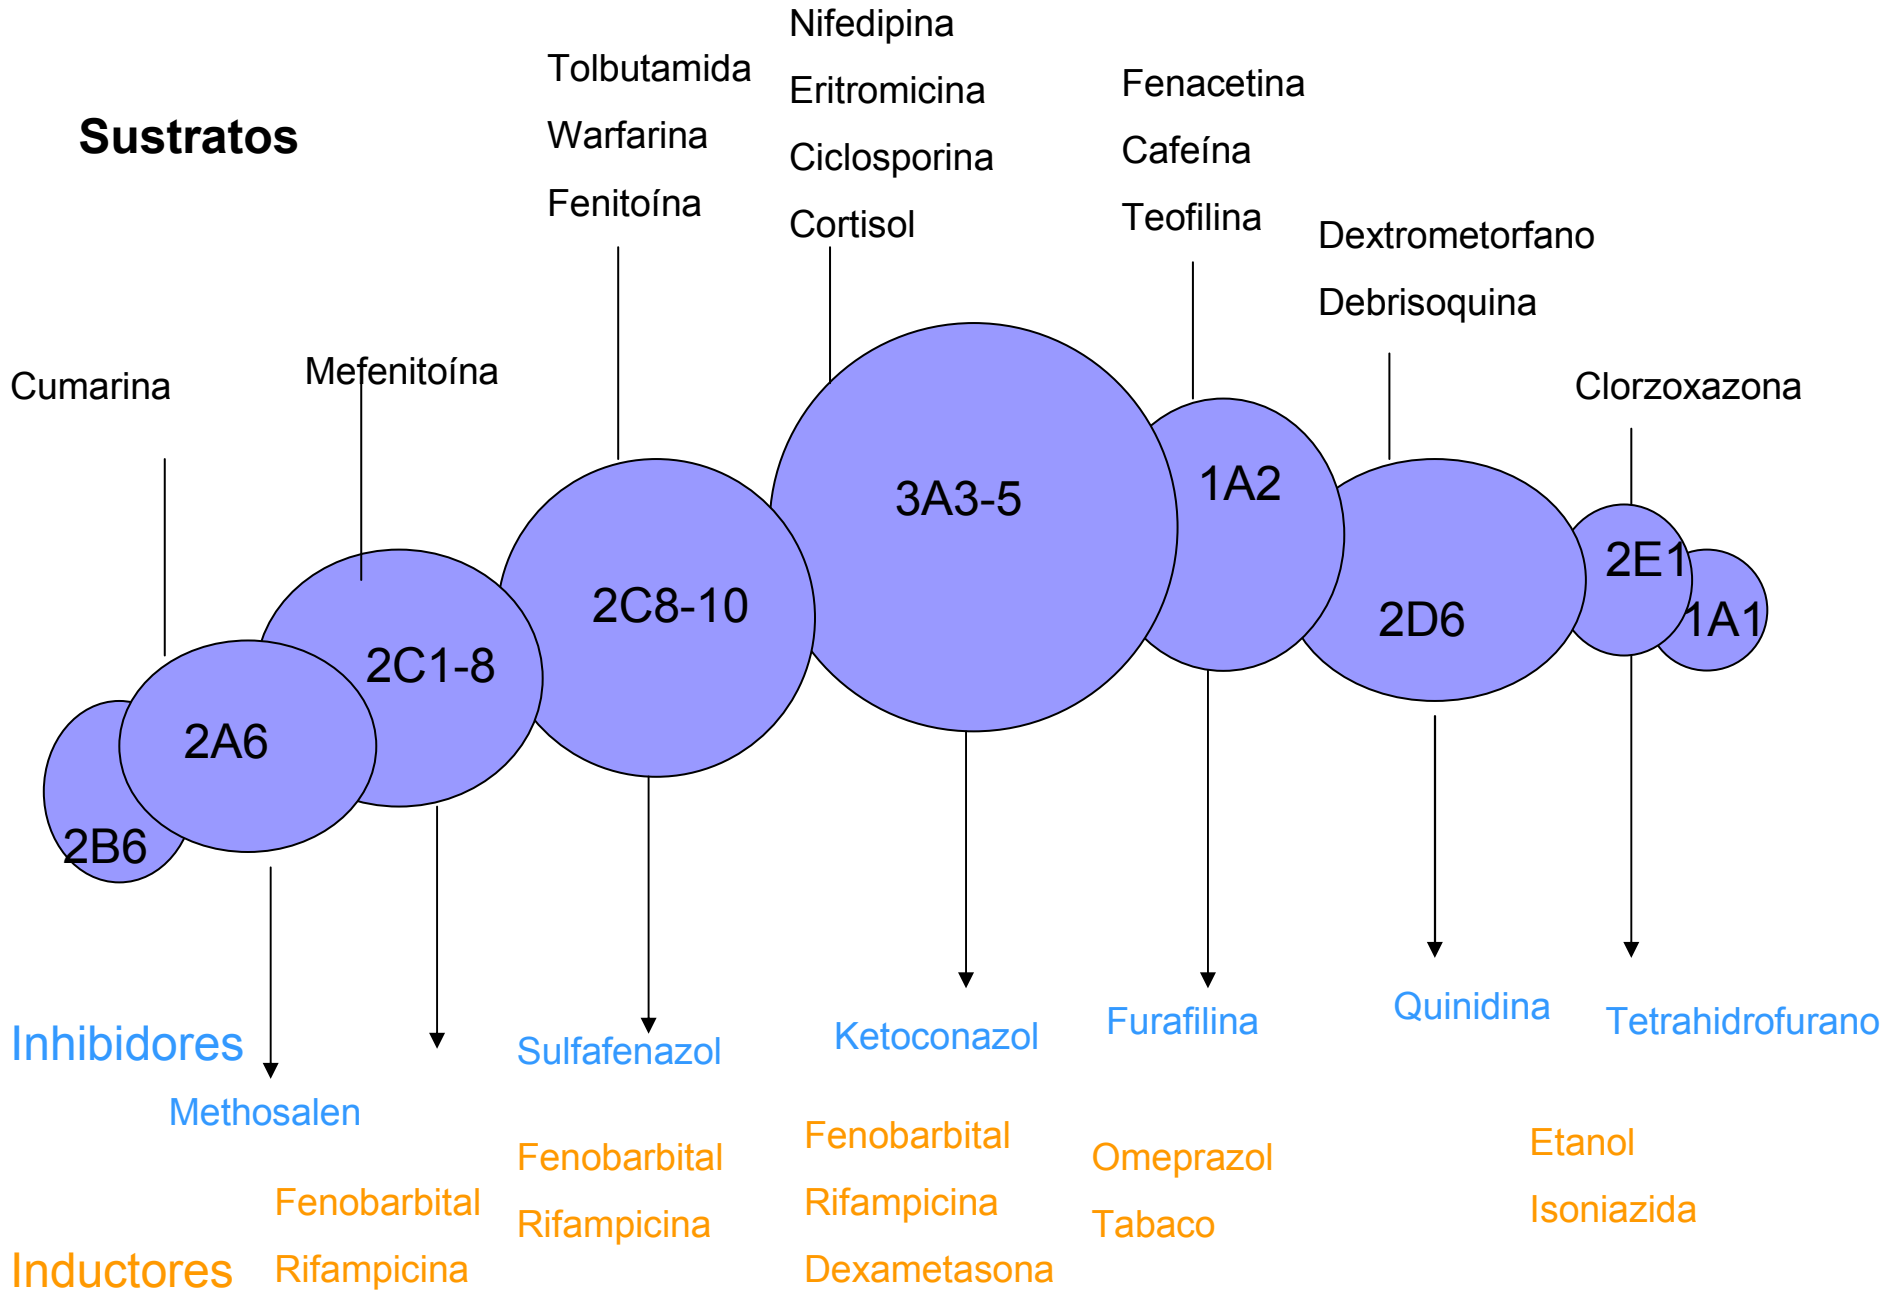 Sustratos
Tolbutamida
Warfarina
Fenitoína
Nifedipina
Eritromicina
Ciclosporina
Cortisol
Fenacetina
Cafeína
Teofilina
Dextrometorfano
Debrisoquina
Cumarina
Mefenitoína
Clorzoxazona
2B6
2A6
2C1-8
2C8-10
3A3-5
1A2
2D6
2E1
1A1
Inhibidores
Methosalen
Sulfafenazol
Ketoconazol
Furafilina
Quinidina
Tetrahidrofurano
Inductores
Fenobarbital
Rifampicina
Fenobarbital
Rifampicina
Fenobarbital
Rifampicina
Dexametasona
Omeprazol
Tabaco
Etanol
Isoniazida